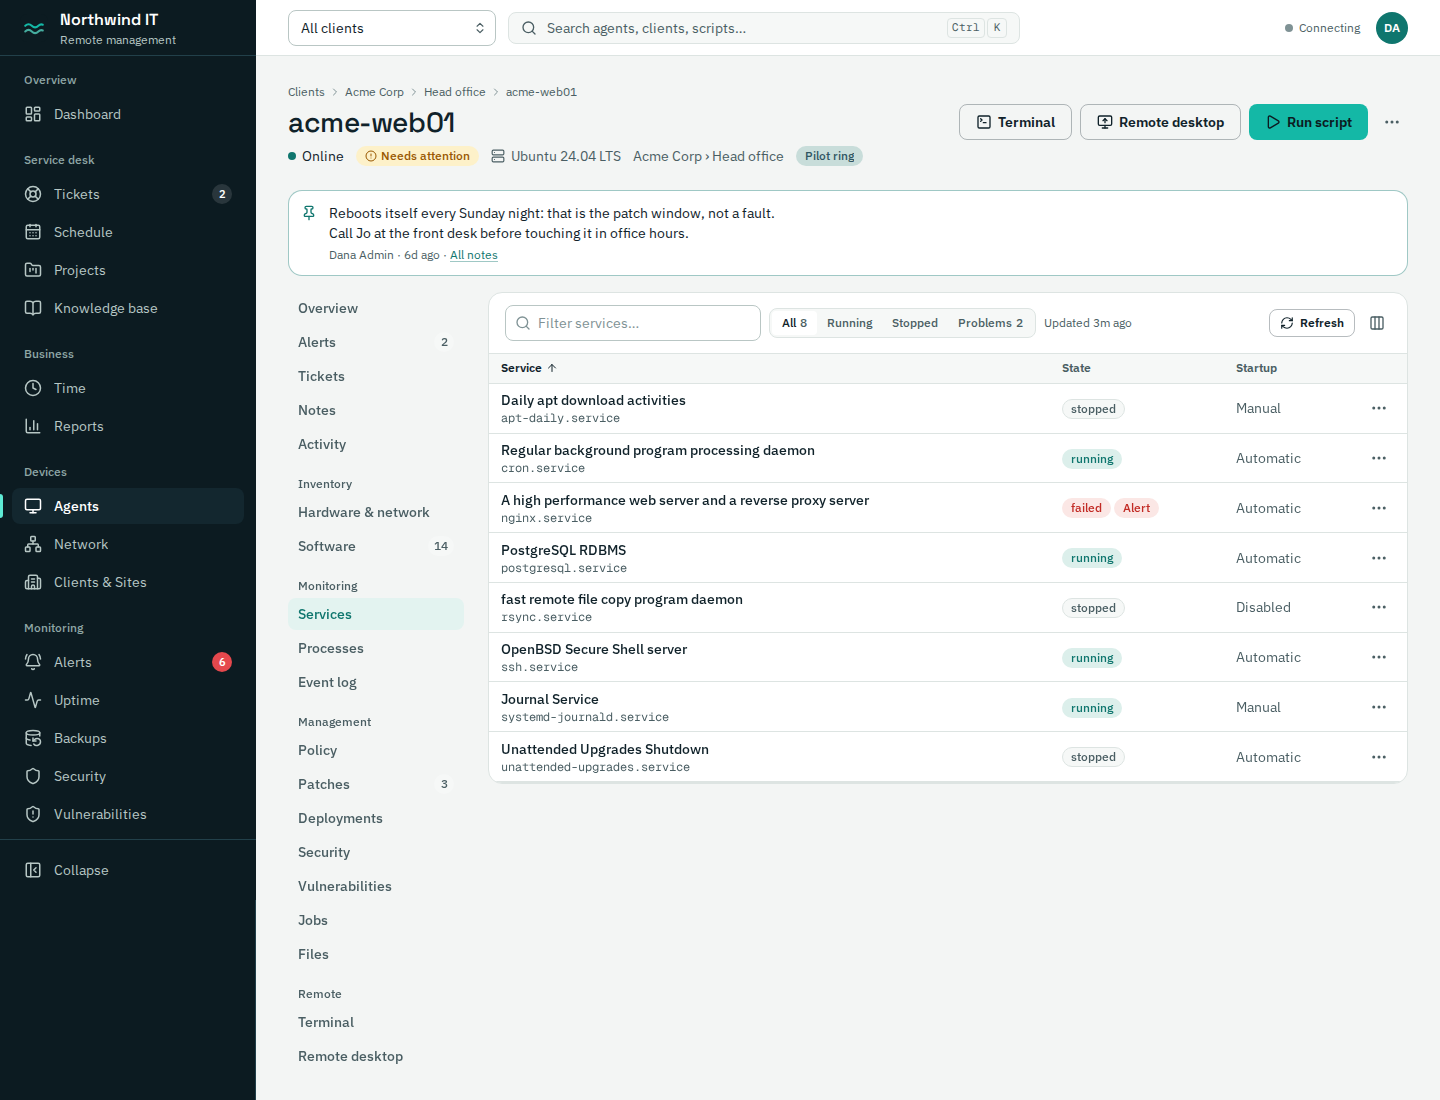 Northwind IT
Remote management
All clients
Search agents, clients, scripts...
Ctrl K
Connecting
DA
Overview
Dashboard
Service desk
Tickets 2
Schedule
Projects
Knowledge base
Business
Time
Reports
Devices
Agents
Network
Clients & Sites
Monitoring
Alerts 6
Uptime
Backups
Security
Vulnerabilities
Collapse
Clients > Acme Corp > Head office > acme-web01
acme-web01
Terminal
Remote desktop
Run script
Online
Needs attention
Ubuntu 24.04 LTS
Acme Corp › Head office
Pilot ring
Reboots itself every Sunday night: that is the patch window, not a fault.
Call Jo at the front desk before touching it in office hours.
Dana Admin · 6d ago · All notes
Overview
Alerts 2
Tickets
Notes
Activity
Inventory
Hardware & network
Software 14
Monitoring
Services
Processes
Event log
Management
Policy
Patches 3
Deployments
Security
Vulnerabilities
Jobs
Files
Remote
Terminal
Remote desktop
Filter services...
All 8
Running
Stopped
Problems 2
Updated 3m ago
Refresh
Service State Startup
Daily apt download activities
apt-daily.service
stopped Manual
Regular background program processing daemon
cron.service
running Automatic
A high performance web server and a reverse proxy server
nginx.service
failed Alert Automatic
PostgreSQL RDBMS
postgresql.service
running Automatic
fast remote file copy program daemon
rsync.service
stopped Disabled
OpenBSD Secure Shell server
ssh.service
running Automatic
Journal Service
systemd-journald.service
running Manual
Unattended Upgrades Shutdown
unattended-upgrades.service
stopped Automatic